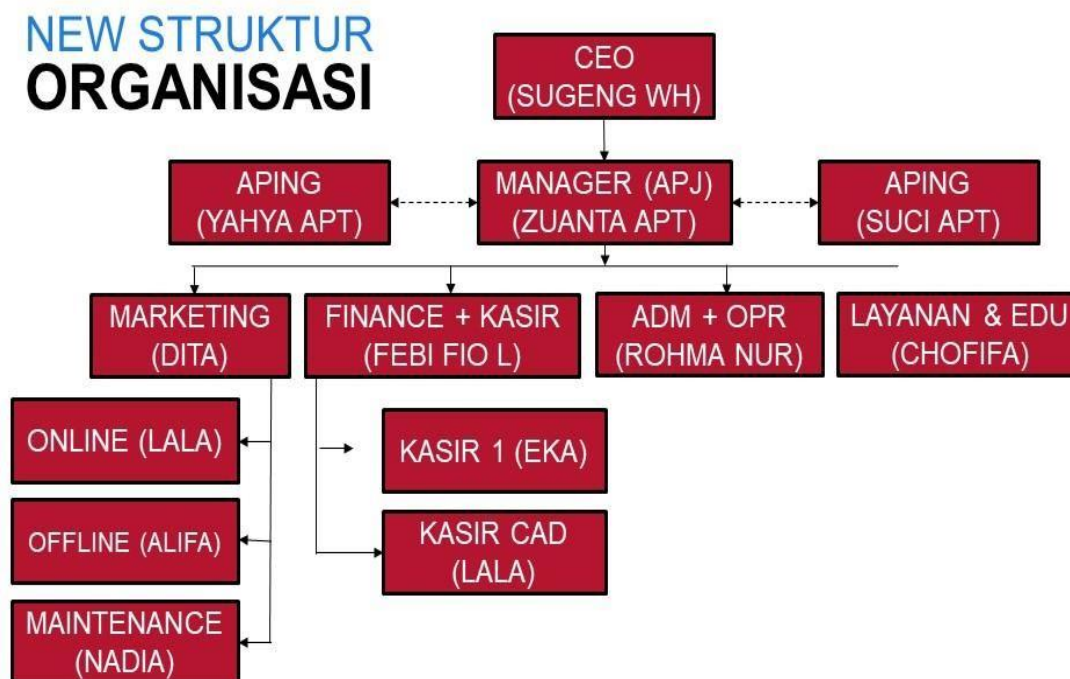 NEW STRUKTUR
ORGANISASI
CEO
(SUGENG WH)
APING
(YAHYA APT)
MANAGER (APJ)
(ZUANTA APT)
APING
(SUCI APT)
MARKETING
(DITA)
FINANCE + KASIR
(FEBI FIO L)
ADM + OPR
(ROHMA NUR)
LAYANAN & EDU
(CHOFIFA)
ONLINE (LALA)
OFFLINE (ALIFA)
MAINTENANCE
(NADIA)
KASIR 1 (EKA)
KASIR CAD
(LALA)